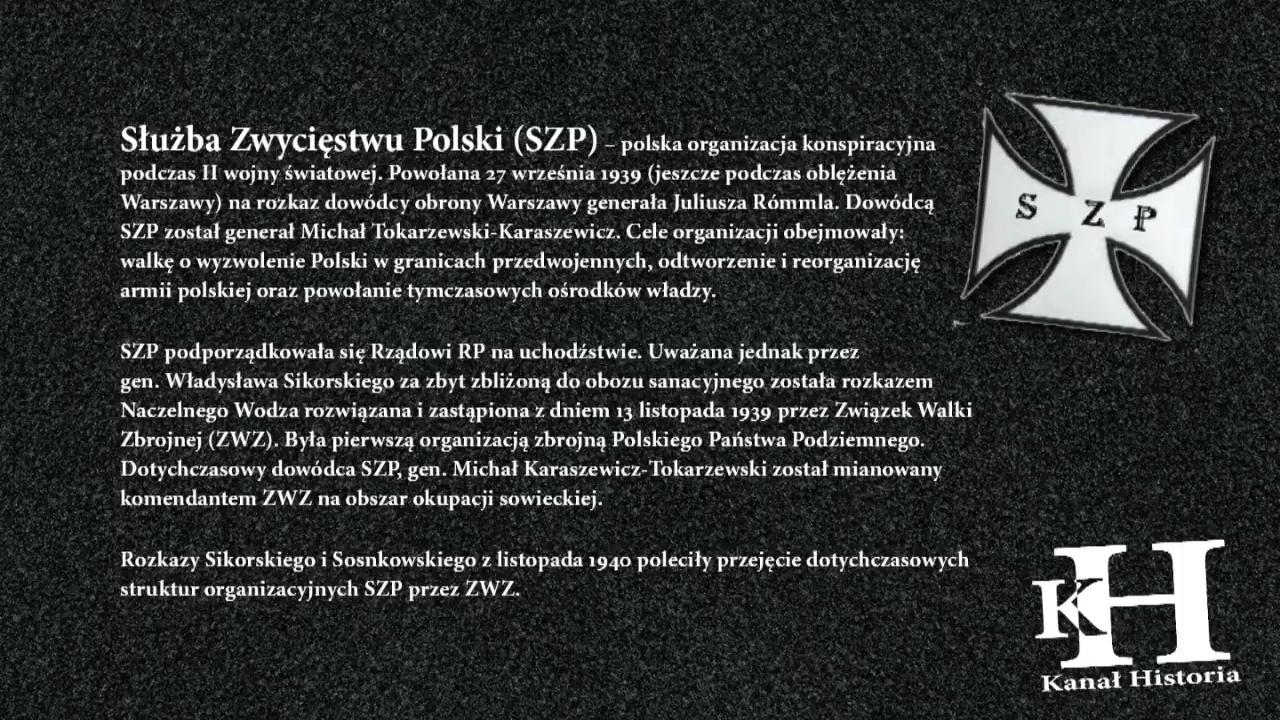 Służba Zwycięstwu Polski (SZP) – polska organizacja konspiracyjna
podczas II wojny światowej. Powołana 27 września 1939 (jeszcze podczas oblężenia
Warszawy) na rozkaz dowódcy obrony Warszawy generała Juliusza Rómmla. Dowódcą
SZP został generał Michał Tokarzewski-Karaszewicz. Cele organizacji obejmowały:
walkę o wyzwolenie Polski w granicach przedwojennych, odtworzenie i reorganizację
armii polskiej oraz powołanie tymczasowych ośrodków władzy.
SZP podporządkowała się Rządowi RP na uchodźstwie. Uważana jednak przez
gen. Władysława Sikorskiego za zbyt zbliżoną do obozu sanacyjnego została rozkazem
Naczelnego Wodza rozwiązana i zastąpiona z dniem 13 listopada 1939 przez Związek Walki
Zbrojnej (ZWZ). Była pierwszą organizacją zbrojną Polskiego Państwa Podziemnego.
Dotychczasowy dowódca SZP, gen. Michał Karaszewicz-Tokarzewski został mianowany
komendantem ZWZ na obszar okupacji sowieckiej.
Rozkazy Sikorskiego i Sosnkowskiego z listopada 1940 poleciły przejęcie dotychczasowych
struktur organizacyjnych SZP przez ZWZ.
S Z P
KH
Kanał Historia